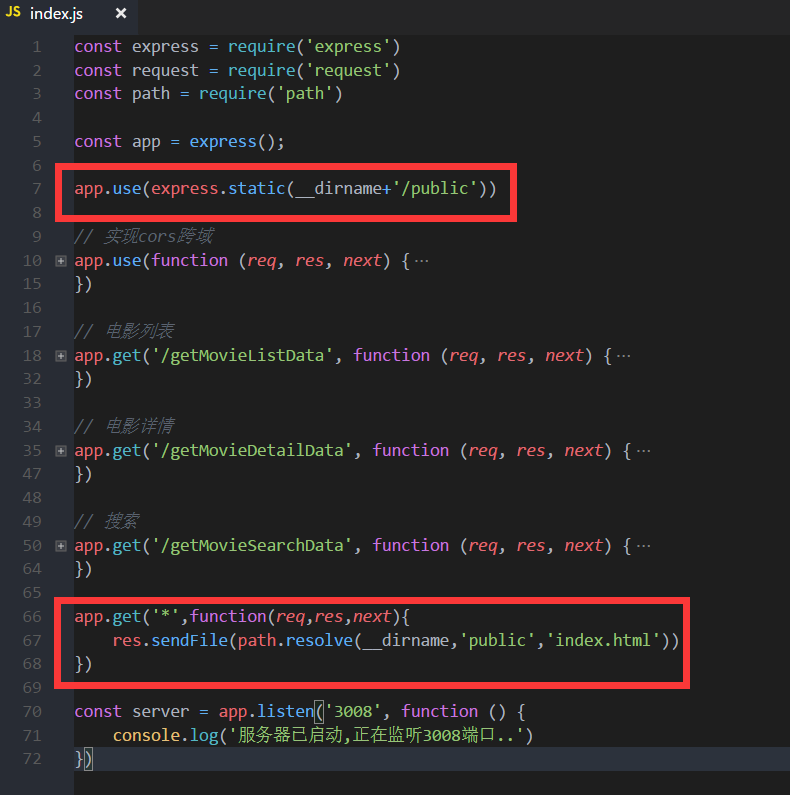 JS index.js ×
1 const express = require('express')
2 const request = require('request')
3 const path = require('path')
4
5 const app = express();
6
7 app.use(express.static(__dirname+'/public'))
8
9 // 实现cors跨域
10 app.use(function (req, res, next) {···
15 })
16
17 // 电影列表
18 app.get('/getMovieListData', function (req, res, next) {···
32 })
33
34 // 电影详情
35 app.get('/getMovieDetailData', function (req, res, next) {···
47 })
48
49 // 搜索
50 app.get('/getMovieSearchData', function (req, res, next) {···
64 })
65
66 app.get('*',function(req,res,next){
67 res.sendFile(path.resolve(__dirname,'public','index.html'))
68 })
69
70 const server = app.listen('3008', function () {
71 console.log('服务器已启动,正在监听3008端口..')
72 })